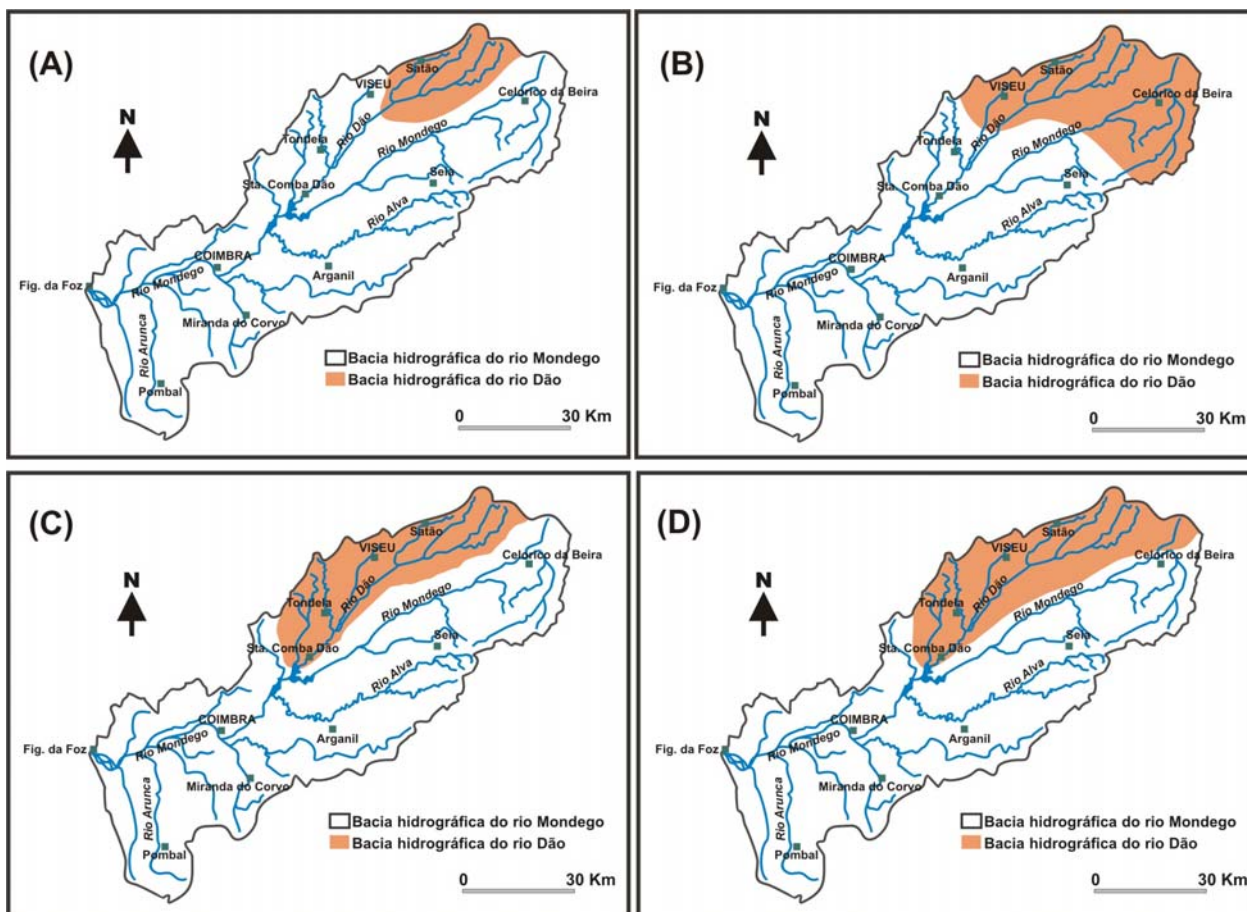 (A)
Satão
VISEU
Celorico da Beira
N
Tondela
Rio Dão
Rio Mondego
Seia
Sta. Comba Dão
Rio Alva
COIMBRA
Arganil
Fig. da Foz
Rio Mondego
Miranda do Corvo
Rio Arunca
Pombal
Bacia hidrográfica do rio Mondego
Bacia hidrográfica do rio Dão
0 30 Km
(B)
Satão
VISEU
Celorico da Beira
N
Tondela
Rio Dão
Rio Mondego
Seia
Sta. Comba Dão
Rio Alva
COIMBRA
Arganil
Fig. da Foz
Rio Mondego
Miranda do Corvo
Rio Arunca
Pombal
Bacia hidrográfica do rio Mondego
Bacia hidrográfica do rio Dão
0 30 Km
(C)
Satão
VISEU
Celorico da Beira
N
Tondela
Rio Dão
Rio Mondego
Seia
Sta. Comba Dão
Rio Alva
COIMBRA
Arganil
Fig. da Foz
Rio Mondego
Miranda do Corvo
Rio Arunca
Pombal
Bacia hidrográfica do rio Mondego
Bacia hidrográfica do rio Dão
0 30 Km
(D)
Satão
VISEU
Celorico da Beira
N
Tondela
Rio Dão
Rio Mondego
Seia
Sta. Comba Dão
Rio Alva
COIMBRA
Arganil
Fig. da Foz
Rio Mondego
Miranda do Corvo
Rio Arunca
Pombal
Bacia hidrográfica do rio Mondego
Bacia hidrográfica do rio Dão
0 30 Km